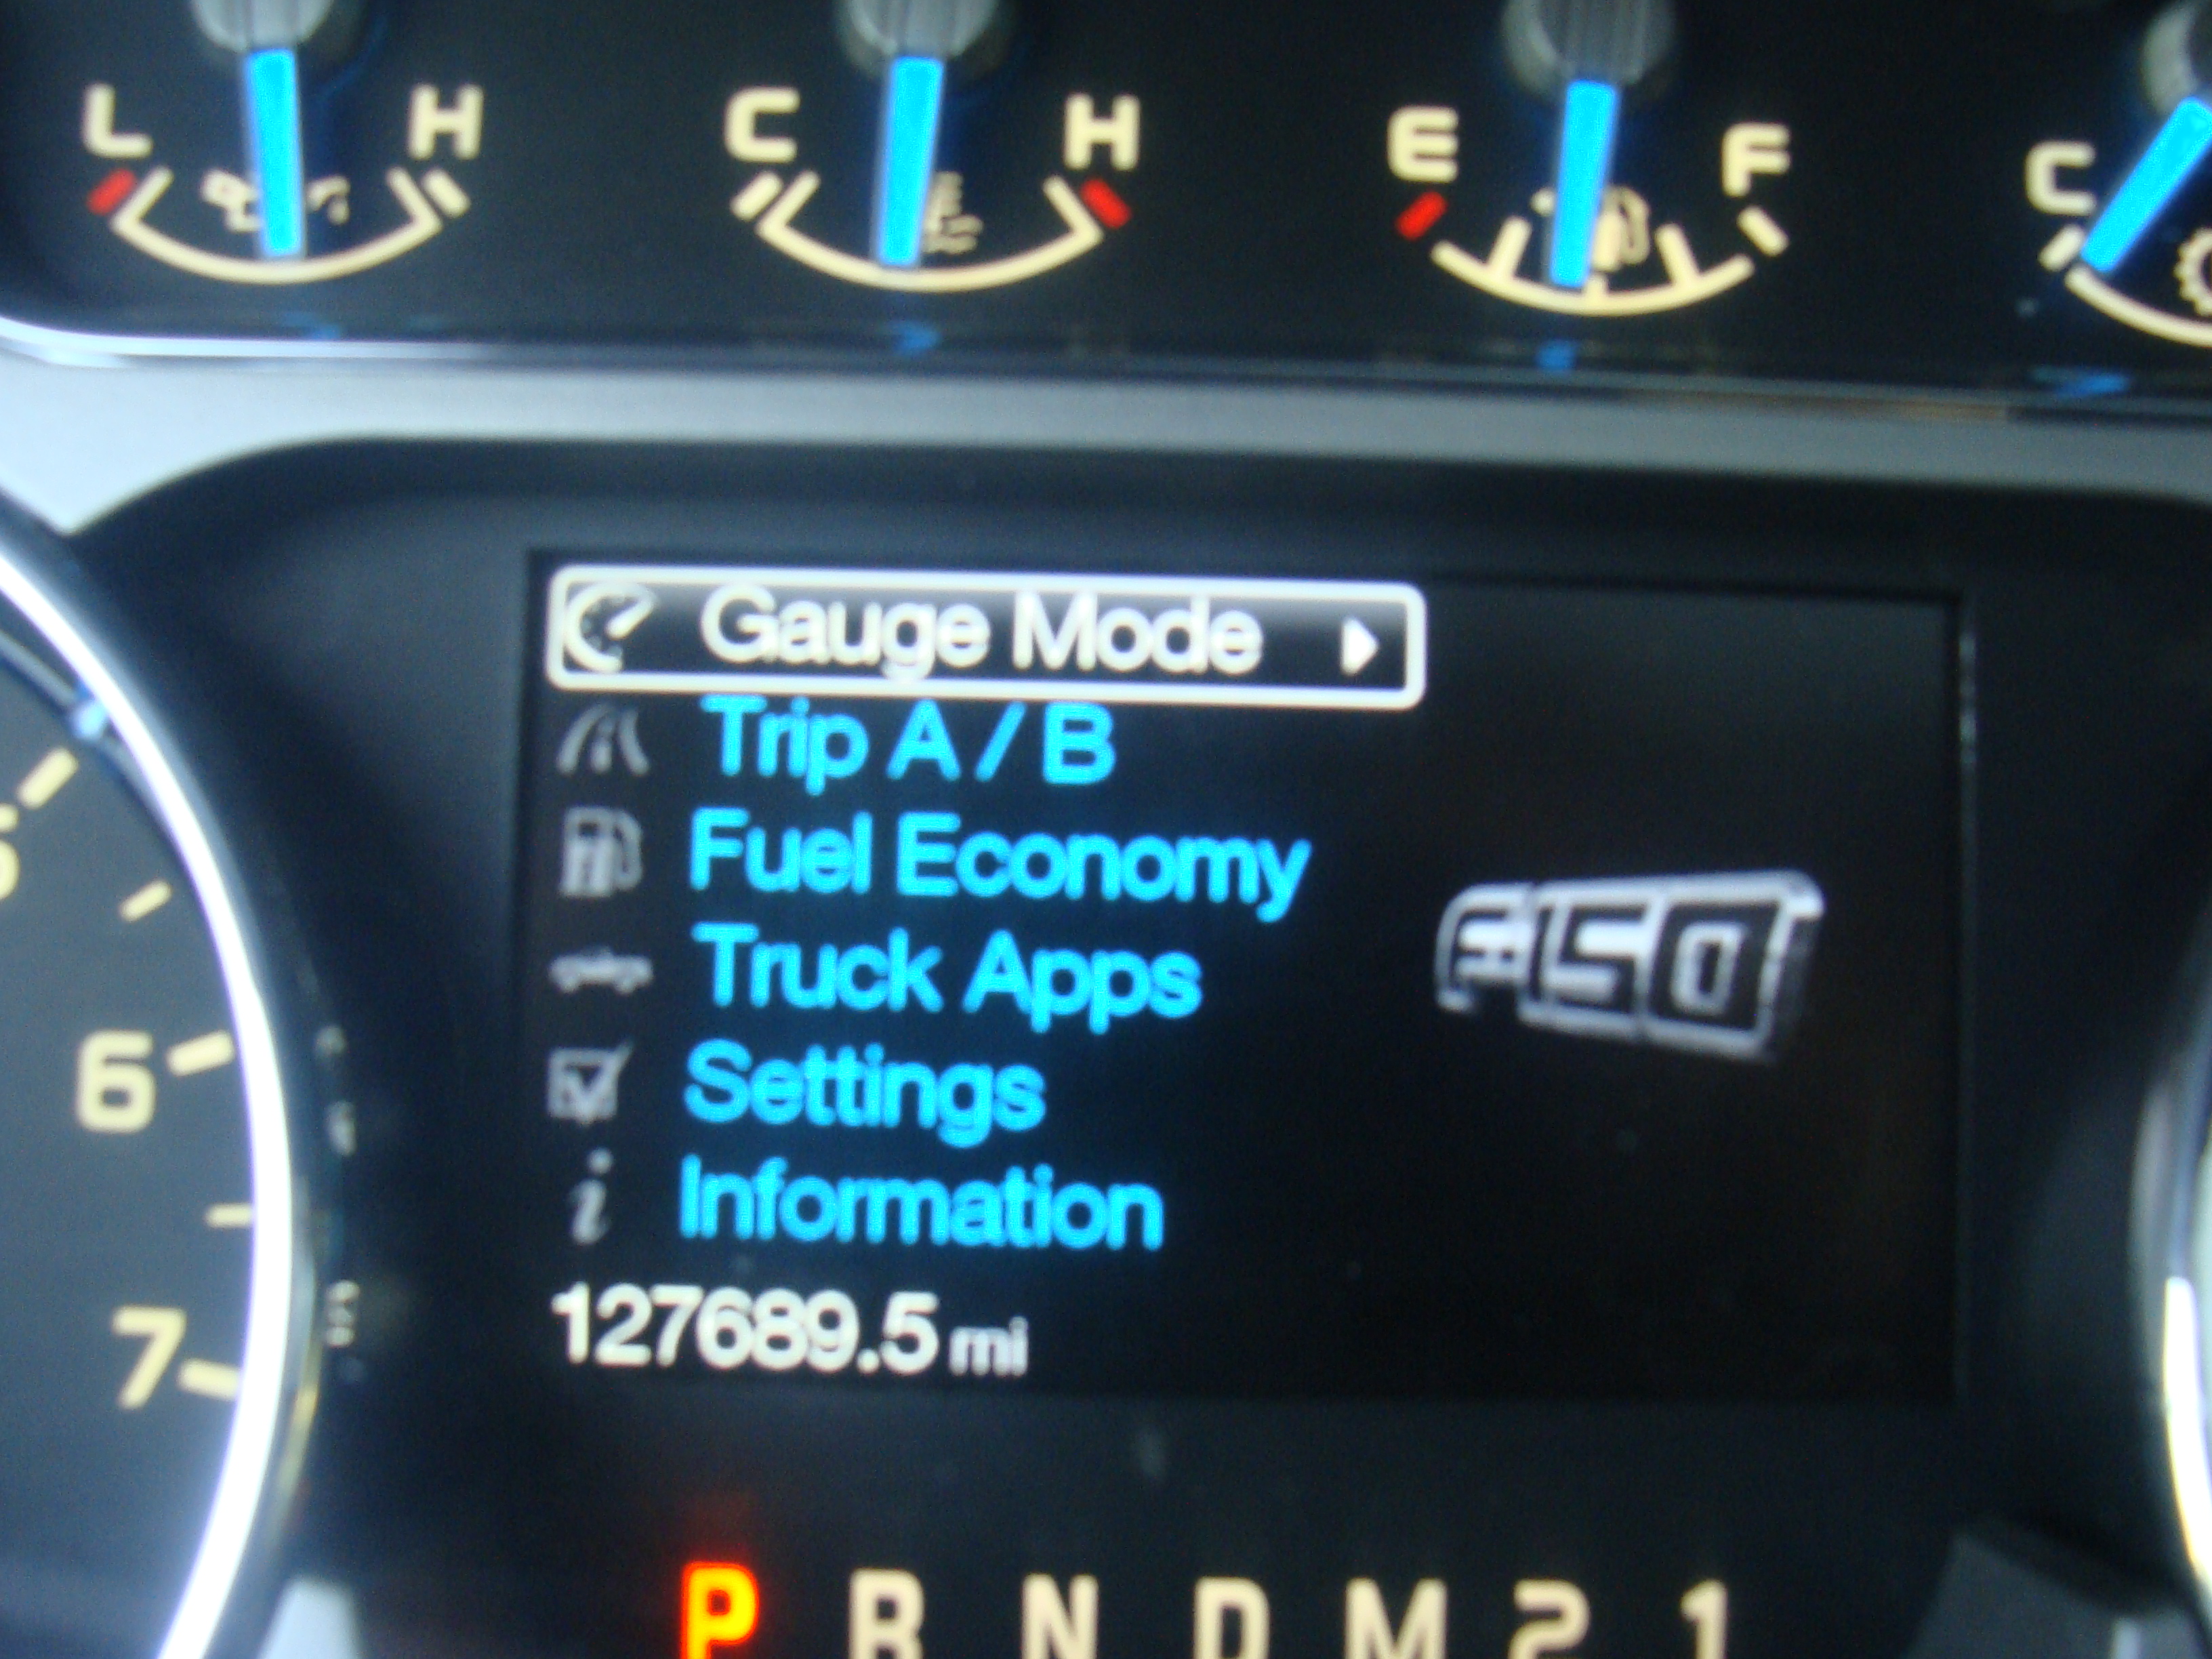 L H C H E F C
Gauge Mode
Trip A / B
Fuel Economy
F-150
Truck Apps
Settings
Information
127689.5 mi
6
7
P R N D M 2 1